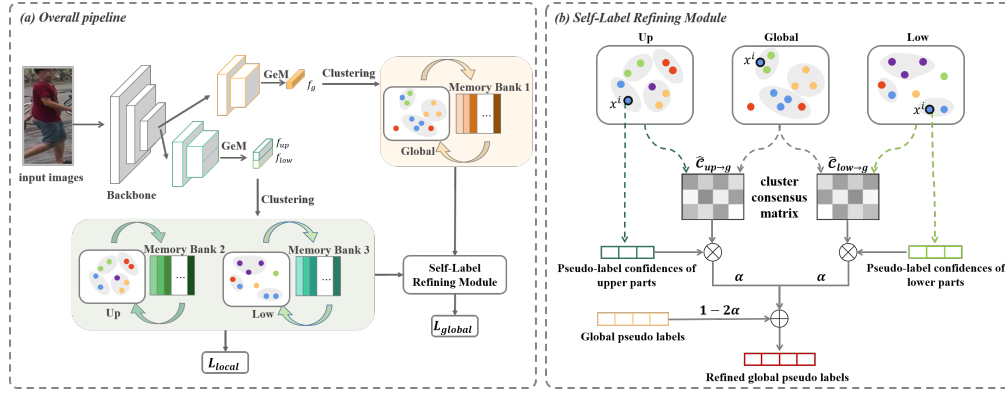 (a) Overall pipeline
GeM
f_g
Clustering
Memory Bank 1
...
Global
input images
Backbone
GeM
f_up
f_low
Clustering
Memory Bank 2
...
Up
Memory Bank 3
...
Low
Self-Label
Refining Module
L_global
L_local
(b) Self-Label Refining Module
Up
Global
Low
x^i
x^i
x^i
Ĉ_up→g
Ĉ_low→g
cluster
consensus
matrix
Pseudo-label confidences of
upper parts
Pseudo-label confidences of
lower parts
α
α
1 − 2α
Global pseudo labels
Refined global pseudo labels